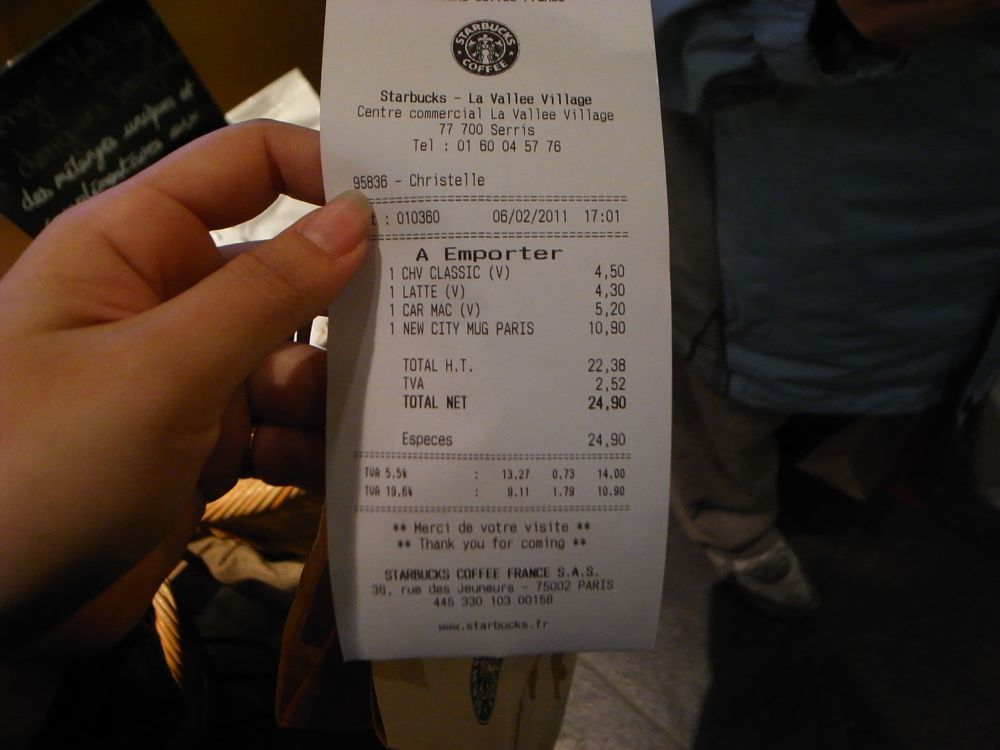 STARBUCKS
COFFEE
Starbucks - La Vallee Village
Centre commercial La Vallee Village
77 700 Serris
Tel : 01 60 04 57 76
95836 - Christelle
: 010360 06/02/2011 17:01
A Emporter
1 CHV CLASSIC (V) 4,50
1 LATTE (V) 4,30
1 CAR MAC (V) 5,20
1 NEW CITY MUG PARIS 10,90
TOTAL H.T. 22,38
TVA 2,52
TOTAL NET 24,90
Especes 24,90
TVA 5.5% : 13.27 0.73 14.00
TVA 19.6% : 9.11 1.79 10.90
** Merci de votre visite **
** Thank you for coming **
STARBUCKS COFFEE FRANCE S.A.S.
38, rue des Jeuneurs - 75002 PARIS
445 330 103 00158
www.starbucks.fr
des mélanges uniques et